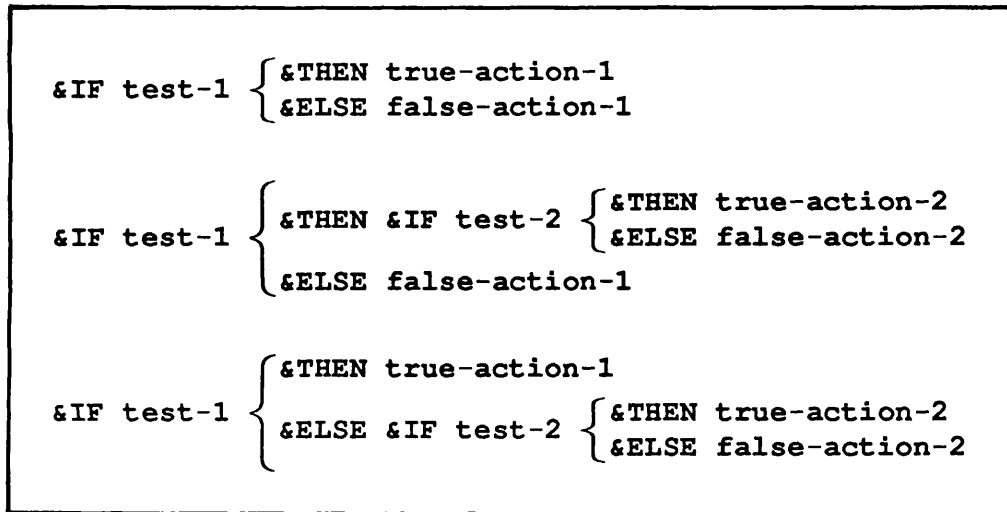 &IF test-1 &THEN true-action-1
&ELSE false-action-1
&IF test-1 &THEN &IF test-2 &THEN true-action-2
&ELSE false-action-2
&ELSE false-action-1
&IF test-1 &THEN true-action-1
&ELSE &IF test-2 &THEN true-action-2
&ELSE false-action-2